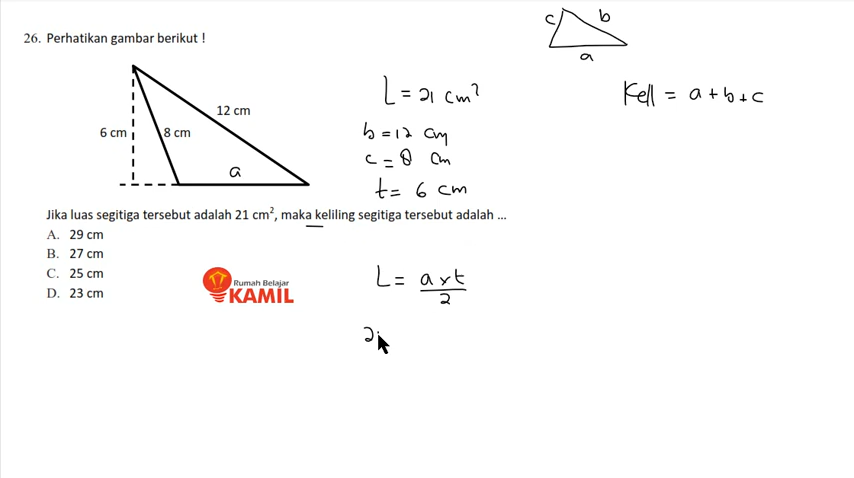 26. Perhatikan gambar berikut !
c b
a
6 cm 8 cm 12 cm
a
L = 21 cm²
b = 12 cm
c = 8 cm
t = 6 cm
Kell = a + b + c
Jika luas segitiga tersebut adalah 21 cm², maka keliling segitiga tersebut adalah ...
A. 29 cm
B. 27 cm
C. 25 cm
D. 23 cm
Rumah Belajar
KAMIL
L = a x t
2